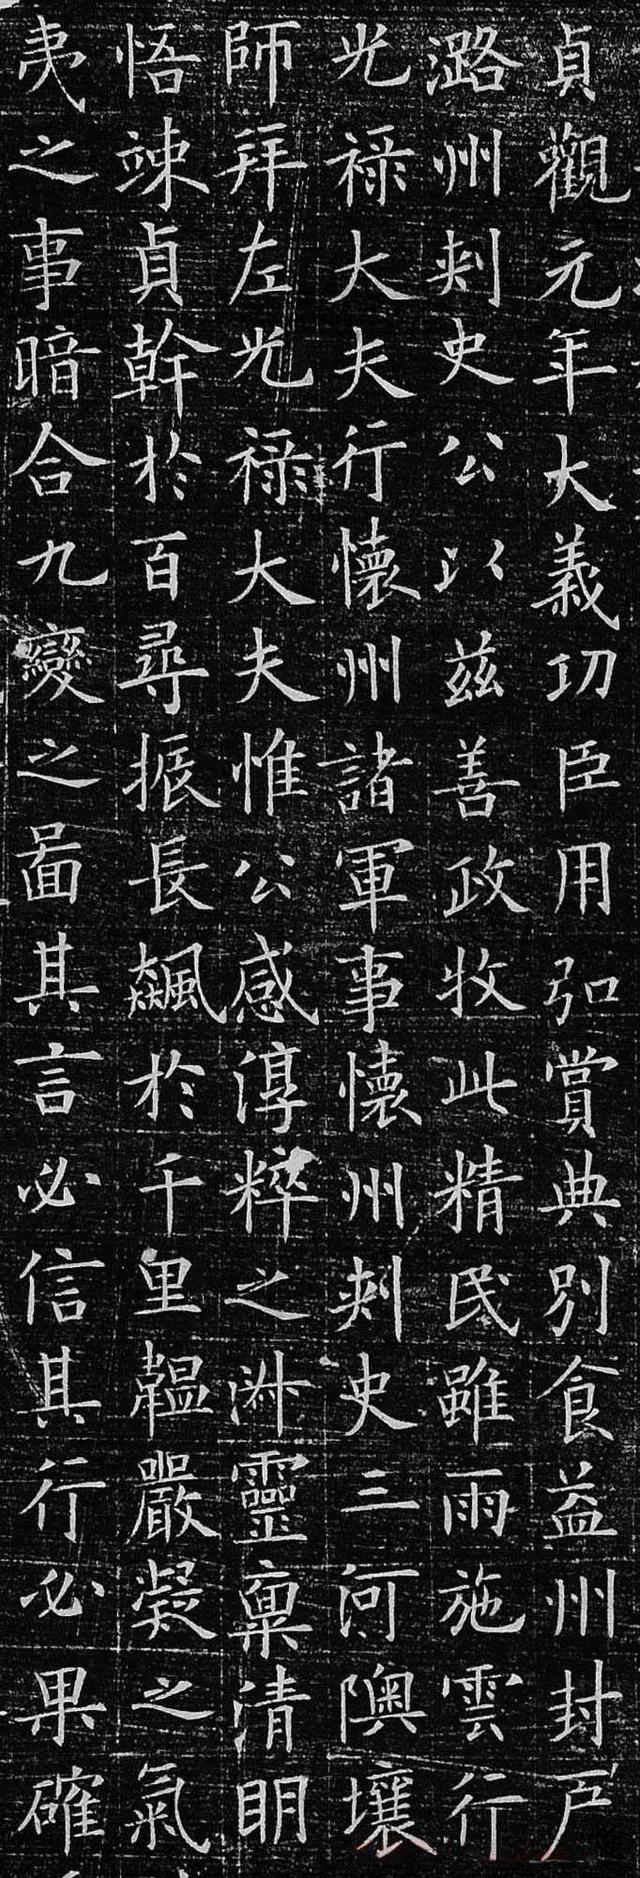 貞觀元年大義功臣用弘賞典別食益州封戶
潞州刺史公以茲善政牧此精民雖雨施雲行
光祿大夫行懷州諸軍事懷州刺史三河隩壤
師拜左光祿大夫惟公感淳粹之淋靈稟清明
悟竦貞幹於百尋振長飆於千里韞嚴凝之氣
夷之事暗合九變之啚其言必信其行必果確